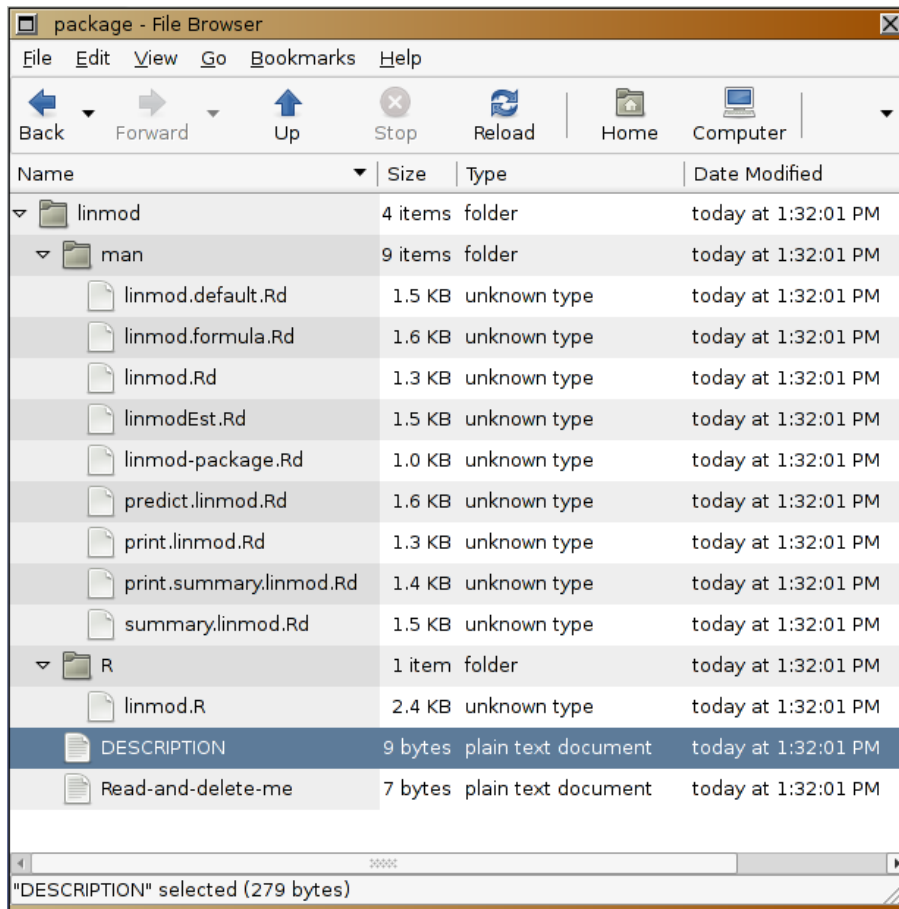 package - File Browser
File Edit View Go Bookmarks Help
Back Forward Up Stop Reload Home Computer
Name Size Type Date Modified
linmod 4 items folder today at 1:32:01 PM
man 9 items folder today at 1:32:01 PM
linmod.default.Rd 1.5 KB unknown type today at 1:32:01 PM
linmod.formula.Rd 1.6 KB unknown type today at 1:32:01 PM
linmod.Rd 1.3 KB unknown type today at 1:32:01 PM
linmodEst.Rd 1.5 KB unknown type today at 1:32:01 PM
linmod-package.Rd 1.0 KB unknown type today at 1:32:01 PM
predict.linmod.Rd 1.6 KB unknown type today at 1:32:01 PM
print.linmod.Rd 1.3 KB unknown type today at 1:32:01 PM
print.summary.linmod.Rd 1.4 KB unknown type today at 1:32:01 PM
summary.linmod.Rd 1.5 KB unknown type today at 1:32:01 PM
R 1 item folder today at 1:32:01 PM
linmod.R 2.4 KB unknown type today at 1:32:01 PM
DESCRIPTION 9 bytes plain text document today at 1:32:01 PM
Read-and-delete-me 7 bytes plain text document today at 1:32:01 PM
"DESCRIPTION" selected (279 bytes)